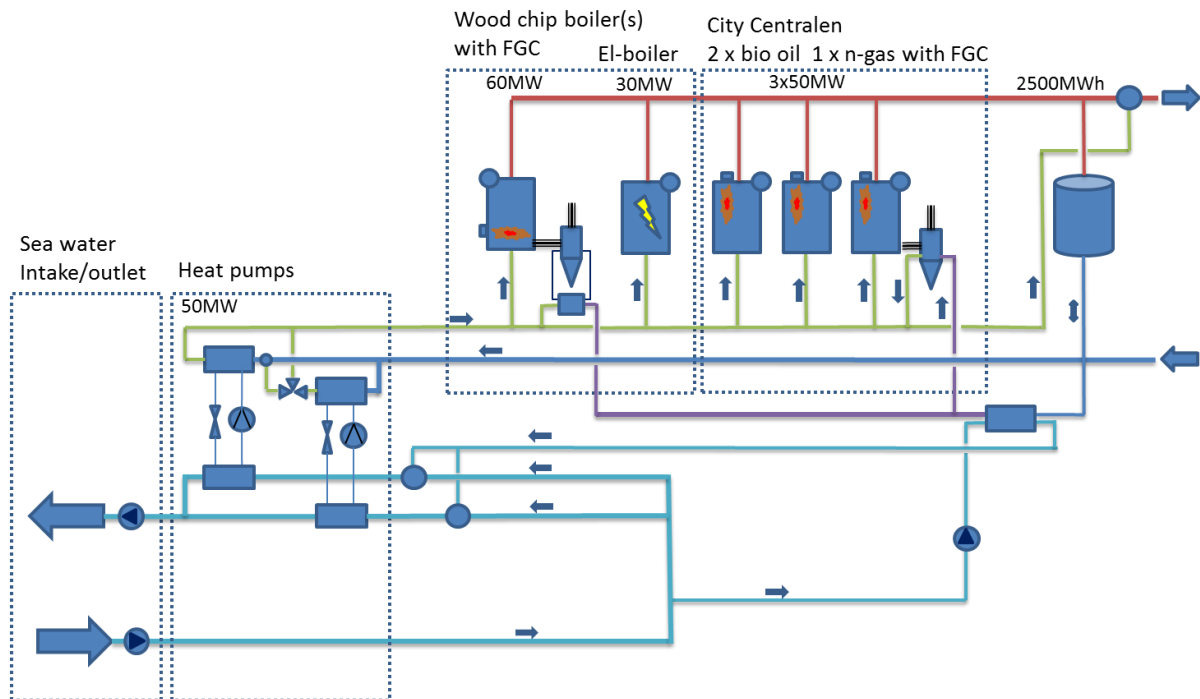 Wood chip boiler(s)
with FGC
El-boiler
City Centralen
2 x bio oil 1 x n-gas with FGC
60MW
30MW
3x50MW
2500MWh
Sea water
Intake/outlet
Heat pumps
50MW